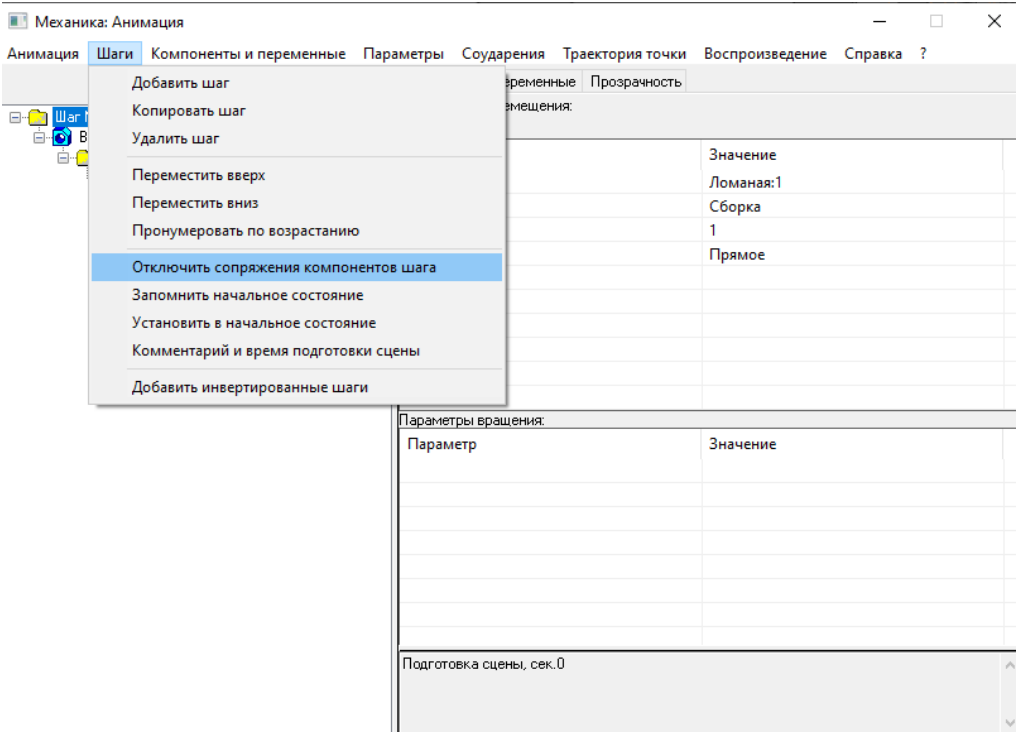 Механика: Анимация
Анимация Шаги Компоненты и переменные Параметры Соударения Траектория точки Воспроизведение Справка ?
Добавить шаг
Копировать шаг
Удалить шаг
Переместить вверх
Переместить вниз
Пронумеровать по возрастанию
Отключить сопряжения компонентов шага
Запомнить начальное состояние
Установить в начальное состояние
Комментарий и время подготовки сцены
Добавить инвертированные шаги
Шаг
В
ременные Прозрачность
емещения:
Значение
Ломаная:1
Сборка
1
Прямое
Параметры вращения:
Параметр Значение
Подготовка сцены, сек.0